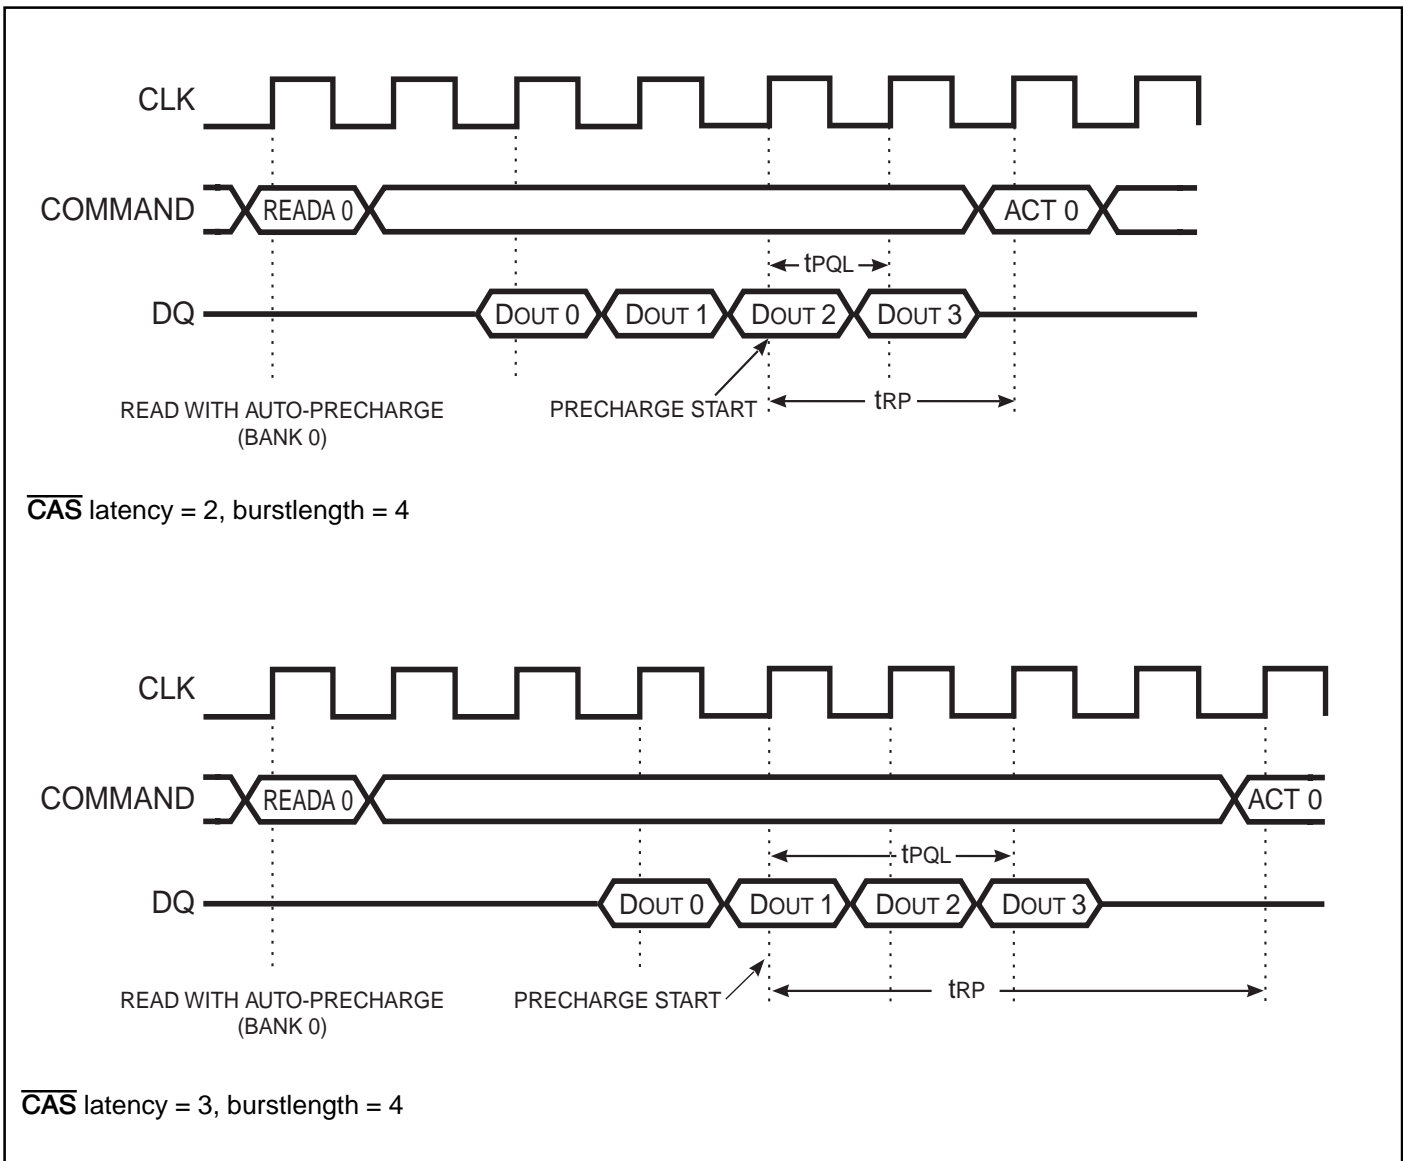 CLK
COMMAND
READA 0
ACT 0
tPQL
DQ
DOUT 0
DOUT 1
DOUT 2
DOUT 3
READ WITH AUTO-PRECHARGE
(BANK 0)
PRECHARGE START
tRP
CAS latency = 2, burstlength = 4
CLK
COMMAND
READA 0
ACT 0
tPQL
DQ
DOUT 0
DOUT 1
DOUT 2
DOUT 3
READ WITH AUTO-PRECHARGE
(BANK 0)
PRECHARGE START
tRP
CAS latency = 3, burstlength = 4